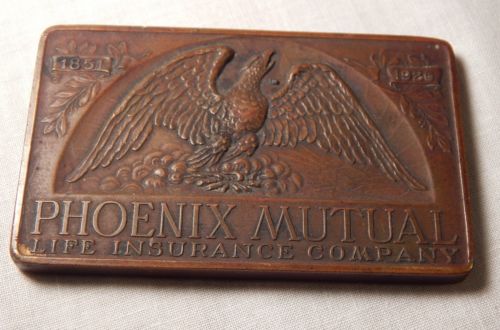 1851 1926
PHOENIX MUTUAL
LIFE INSURANCE COMPANY